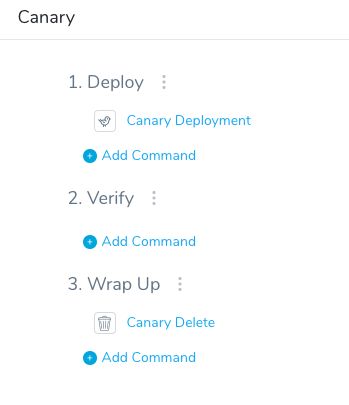 Canary
1. Deploy
Canary Deployment
Add Command
2. Verify
Add Command
3. Wrap Up
Canary Delete
Add Command